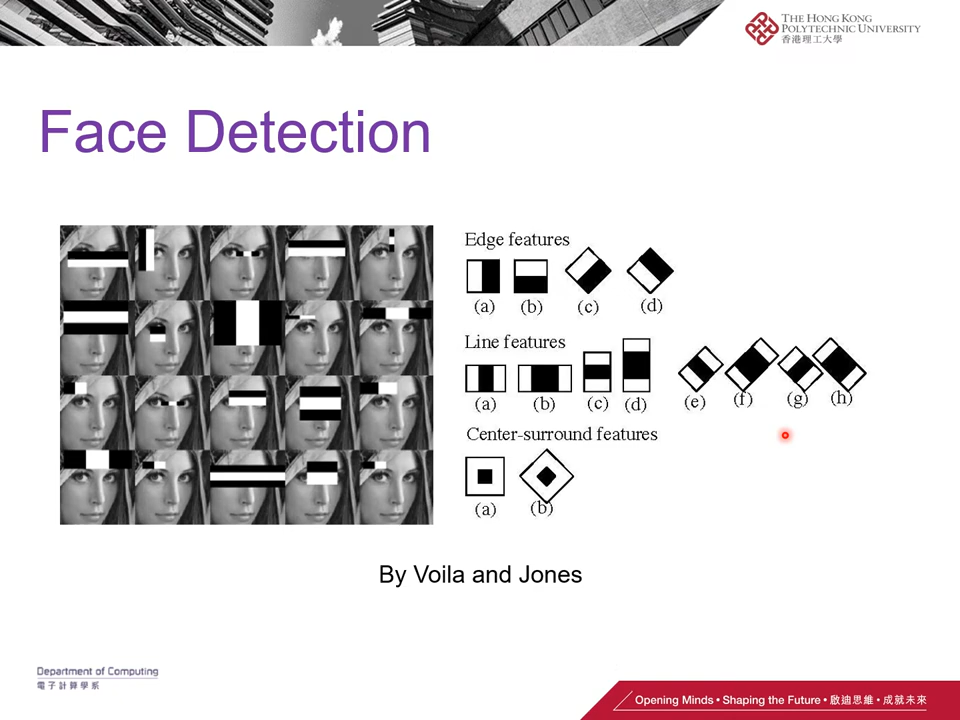 THE HONG KONG
POLYTECHNIC UNIVERSITY
香港理工大學
Face Detection
Edge features
(a) (b) (c) (d)
Line features
(a) (b) (c) (d) (e) (f) (g) (h)
Center-surround features
(a) (b)
By Voila and Jones
Department of Computing
電子計算學系
Opening Minds • Shaping the Future • 啟迪思維 • 成就未來